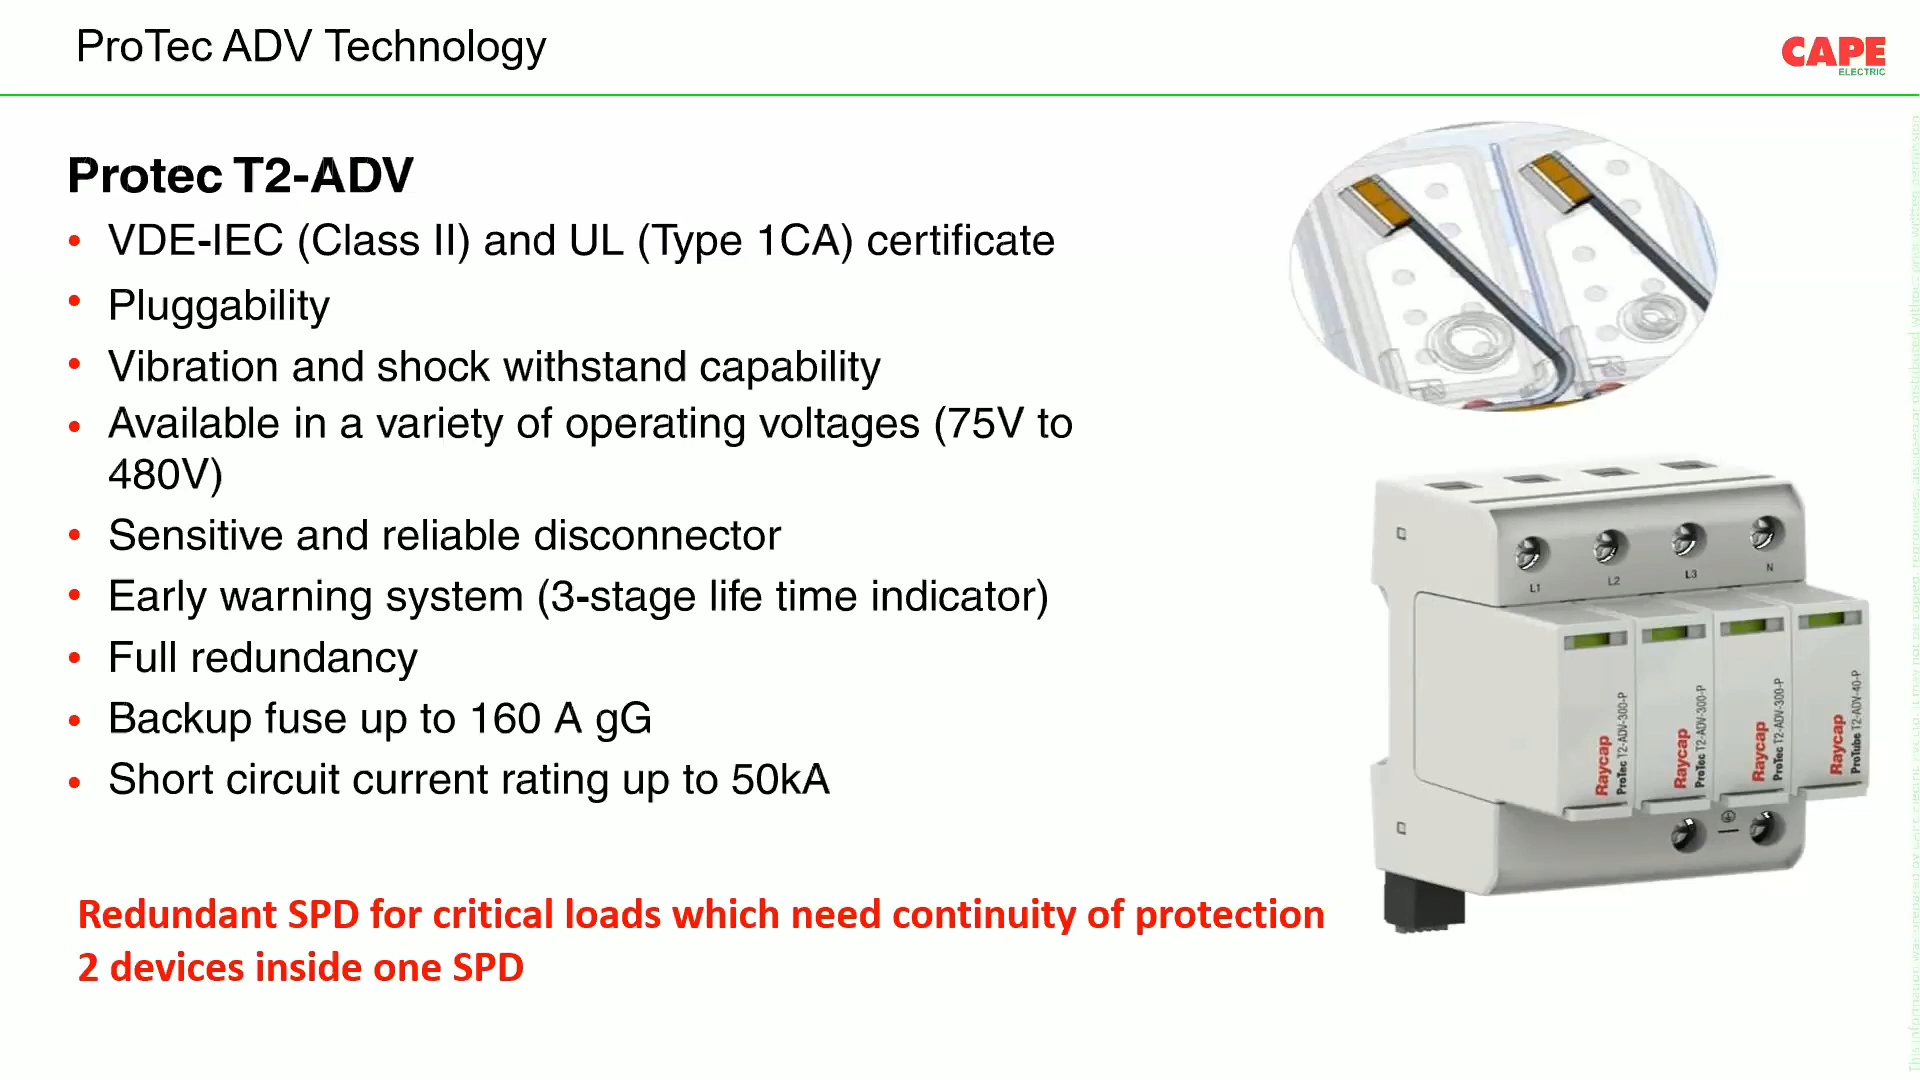 ProTec ADV Technology
CAPE
ELECTRIC
Protec T2-ADV
• VDE-IEC (Class II) and UL (Type 1CA) certificate
• Pluggability
• Vibration and shock withstand capability
• Available in a variety of operating voltages (75V to
480V)
• Sensitive and reliable disconnector
• Early warning system (3-stage life time indicator)
• Full redundancy
• Backup fuse up to 160 A gG
• Short circuit current rating up to 50kA
Redundant SPD for critical loads which need continuity of protection
2 devices inside one SPD
L1
L2
L3
N
Raycap
ProTec T2-ADV-300-P
Raycap
ProTec T2-ADV-300-P
Raycap
ProTec T2-ADV-300-P
Raycap
ProTube T2-ADV-40-P